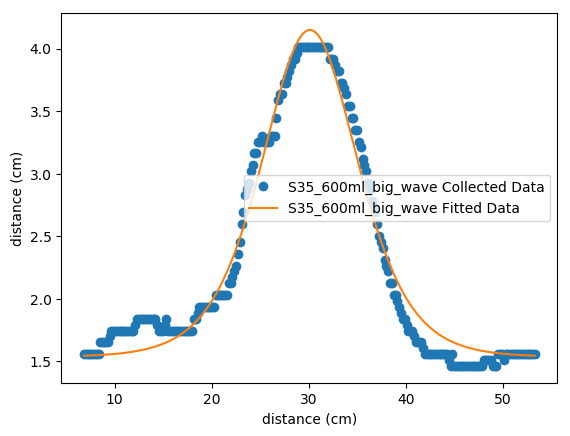 4.0
3.5
3.0
2.5
2.0
1.5
distance (cm)
S35_600ml_big_wave Collected Data
S35_600ml_big_wave Fitted Data
10
20
30
40
50
distance (cm)